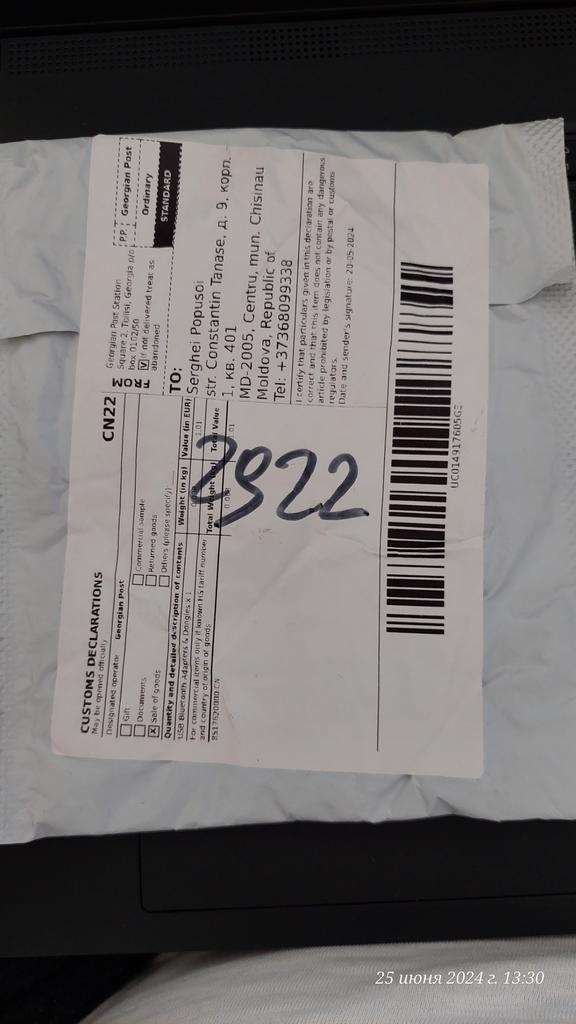 CUSTOMS DECLARATIONS
May be opened officially
CN22
Designated operator Georgian Post
Gift
Commercial sample
Documents
Returned goods
X Sale of goods
Others (please specify)
Quantity and detailed description of contents
Weight (in kg)
Value (in EUR)
USB Bluetooth Adapters & Dongles x 1
For commercial items only if known HS tariff number
and country of origin of goods
Total Weight
Total Value
8517620000 CN
2922
FROM
Georgian Post Station
Square 2, Tbilisi, Georgia p/o
box 0102/50
V If not delivered treat as
abandoned
P.P. Georgian Post
Ordinary
STANDARD
TO:
Serghei Popusoi
str. Constantin Tanase, д. 9, корп.
1, кв. 401
MD-2005, Centru, mun. Chisinau
Moldova, Republic of
Tel: +37368099338
I certify that particulars given in this declaration are
correct and that this item does not contain any dangerous
article prohibited by legislation or by postal or customs
regulators.
Date and sender's signature: 20-05-2024
UC014917605GE
25 июня 2024 г. 13:30